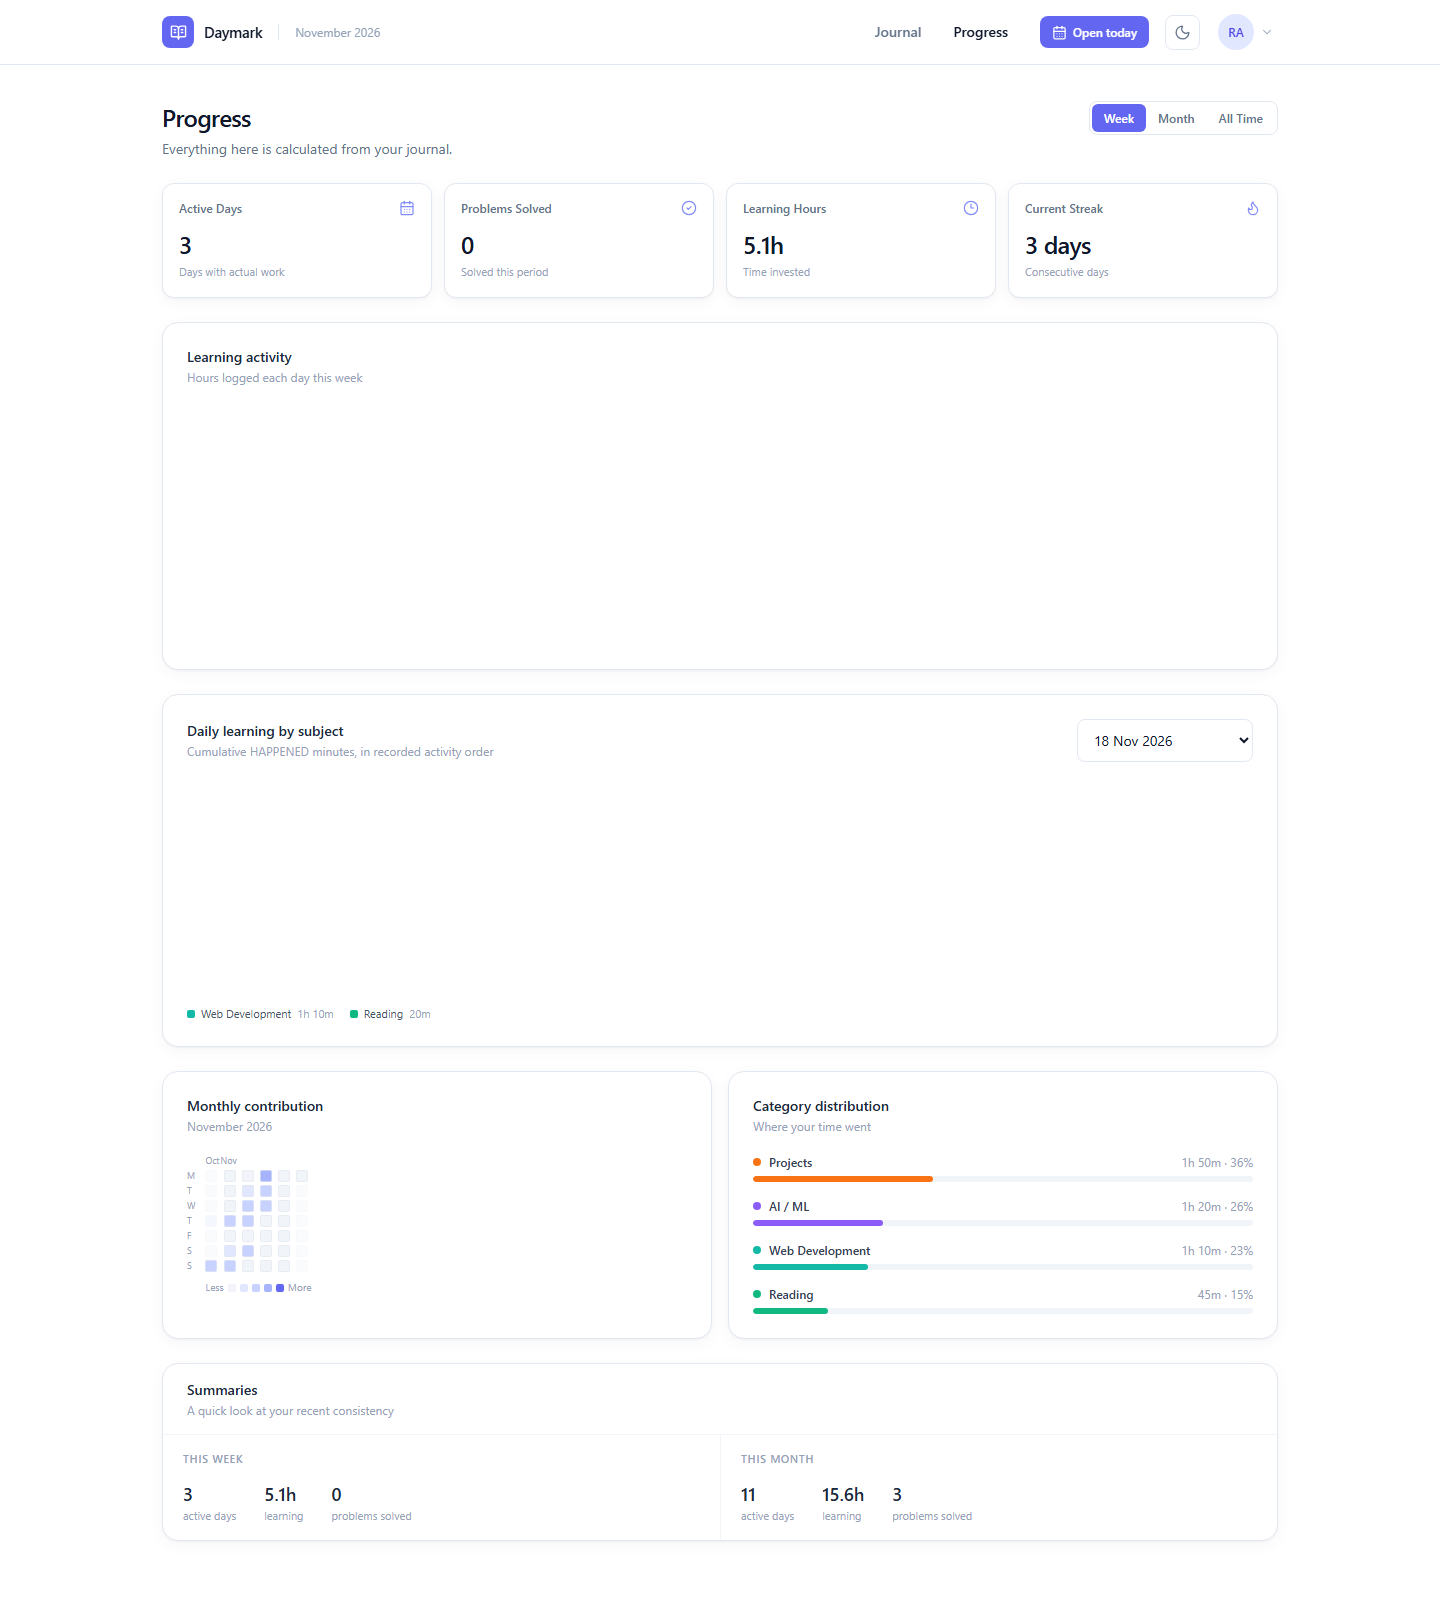 Daymark
November 2026
Journal
Progress
Open today
RA
Progress
Everything here is calculated from your journal.
Week
Month
All Time
Active Days
3
Days with actual work
Problems Solved
0
Solved this period
Learning Hours
5.1h
Time invested
Current Streak
3 days
Consecutive days
Learning activity
Hours logged each day this week
Daily learning by subject
Cumulative HAPPENED minutes, in recorded activity order
18 Nov 2026
Web Development 1h 10m
Reading 20m
Monthly contribution
November 2026
Oct Nov
M
T
W
T
F
S
S
Less
More
Category distribution
Where your time went
Projects 1h 50m · 36%
AI / ML 1h 20m · 26%
Web Development 1h 10m · 23%
Reading 45m · 15%
Summaries
A quick look at your recent consistency
THIS WEEK
3 5.1h 0
active days learning problems solved
THIS MONTH
11 15.6h 3
active days learning problems solved